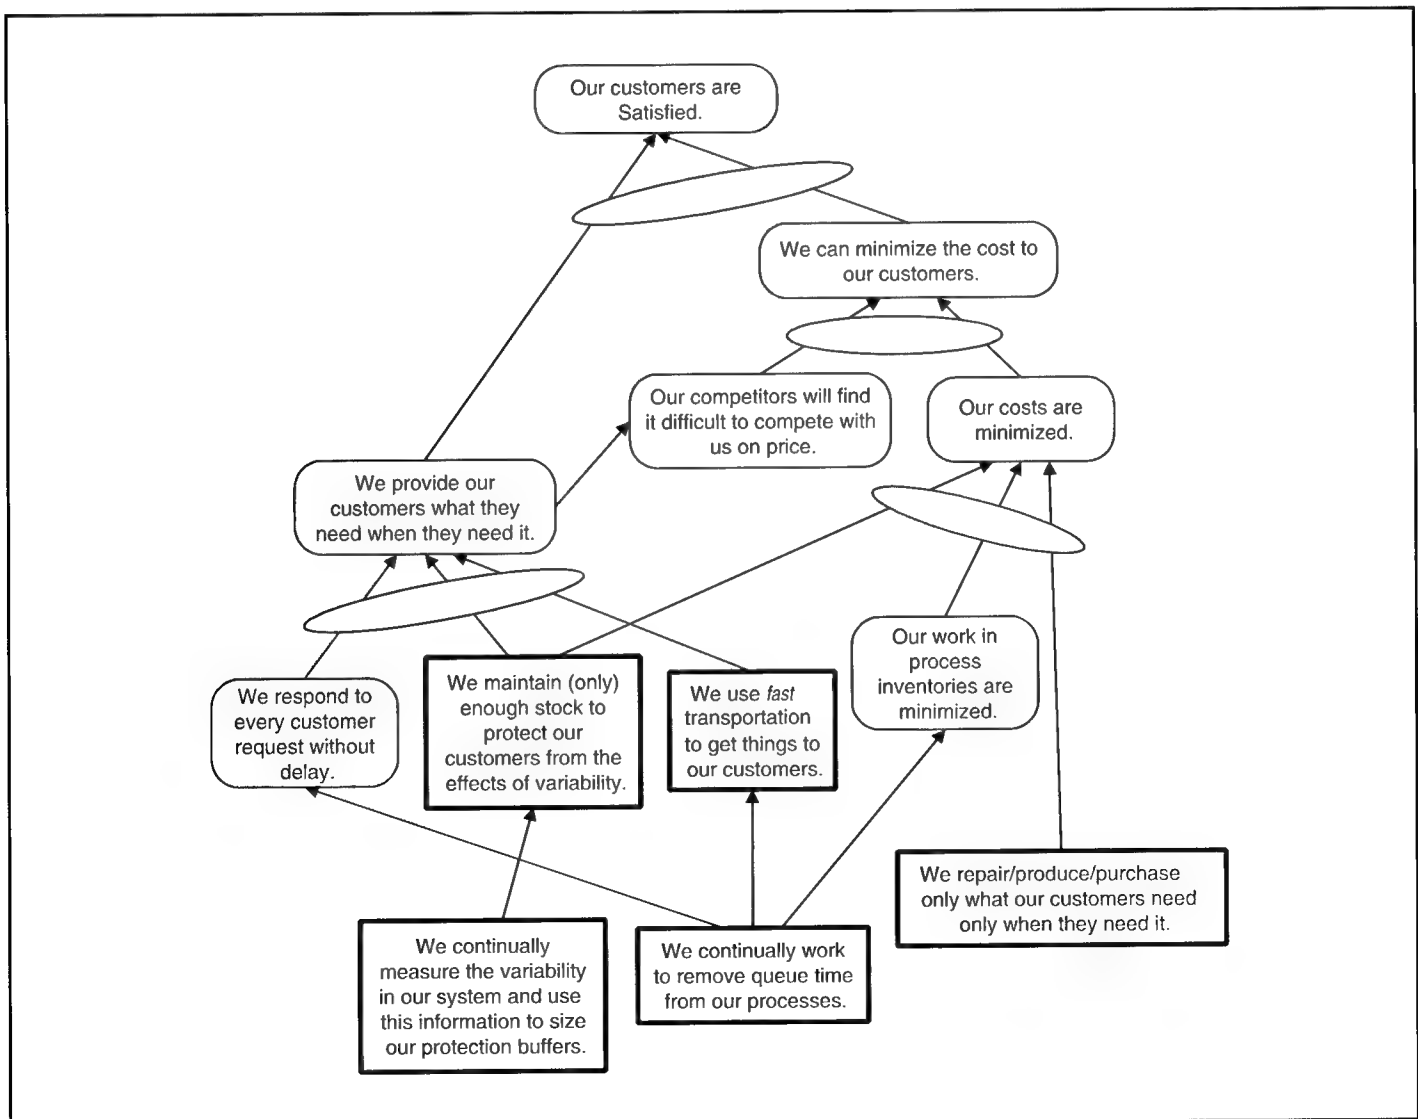 Our customers are
Satisfied.
We can minimize the cost to
our customers.
Our competitors will find
it difficult to compete with
us on price.
Our costs are
minimized.
We provide our
customers what they
need when they need it.
We respond to
every customer
request without
delay.
We maintain (only)
enough stock to
protect our
customers from the
effects of variability.
We use fast
transportation
to get things to
our customers.
Our work in
process
inventories are
minimized.
We repair/produce/purchase
only what our customers need
only when they need it.
We continually
measure the variability
in our system and use
this information to size
our protection buffers.
We continually work
to remove queue time
from our processes.